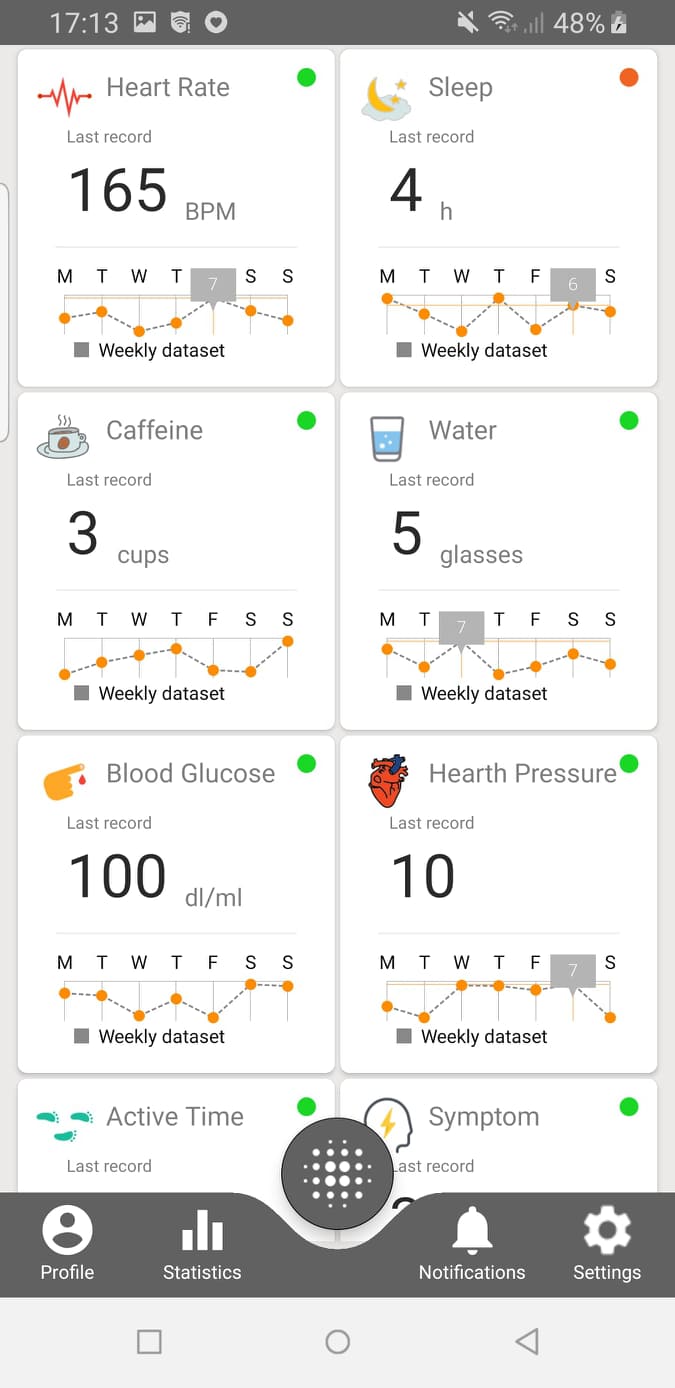 17:13 48%
Heart Rate
Last record
165 BPM
M T W T 7 S S
Weekly dataset
Sleep
Last record
4 h
M T W T F 6 S
Weekly dataset
Caffeine
Last record
3 cups
M T W T F S S
Weekly dataset
Water
Last record
5 glasses
M T 7 T F S S
Weekly dataset
Blood Glucose
Last record
100 dl/ml
M T W T F S S
Weekly dataset
Hearth Pressure
Last record
10
M T W T F 7 S
Weekly dataset
Active Time
Last record
Symptom
Last record
Profile Statistics Notifications Settings